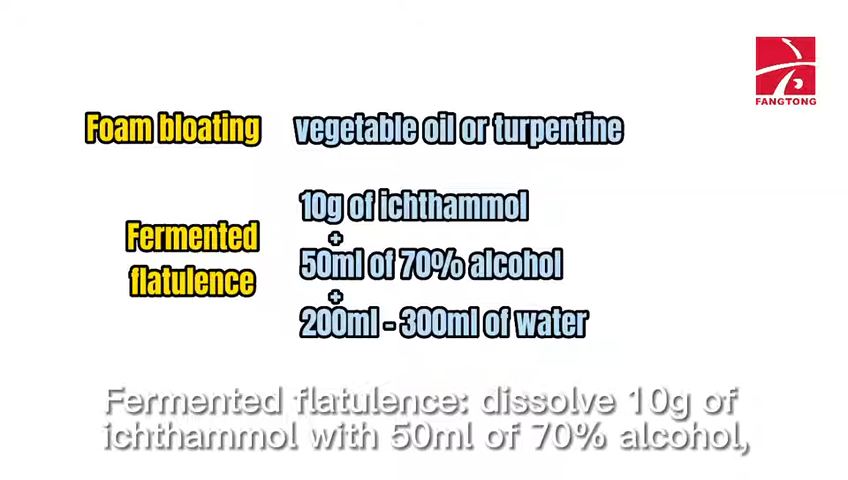 FANGTONG
Foam bloating
vegetable oil or turpentine
Fermented
flatulence
10g of ichthammol
+
50ml of 70% alcohol
+
200ml - 300ml of water
Fermented flatulence: dissolve 10g of
ichthammol with 50ml of 70% alcohol,